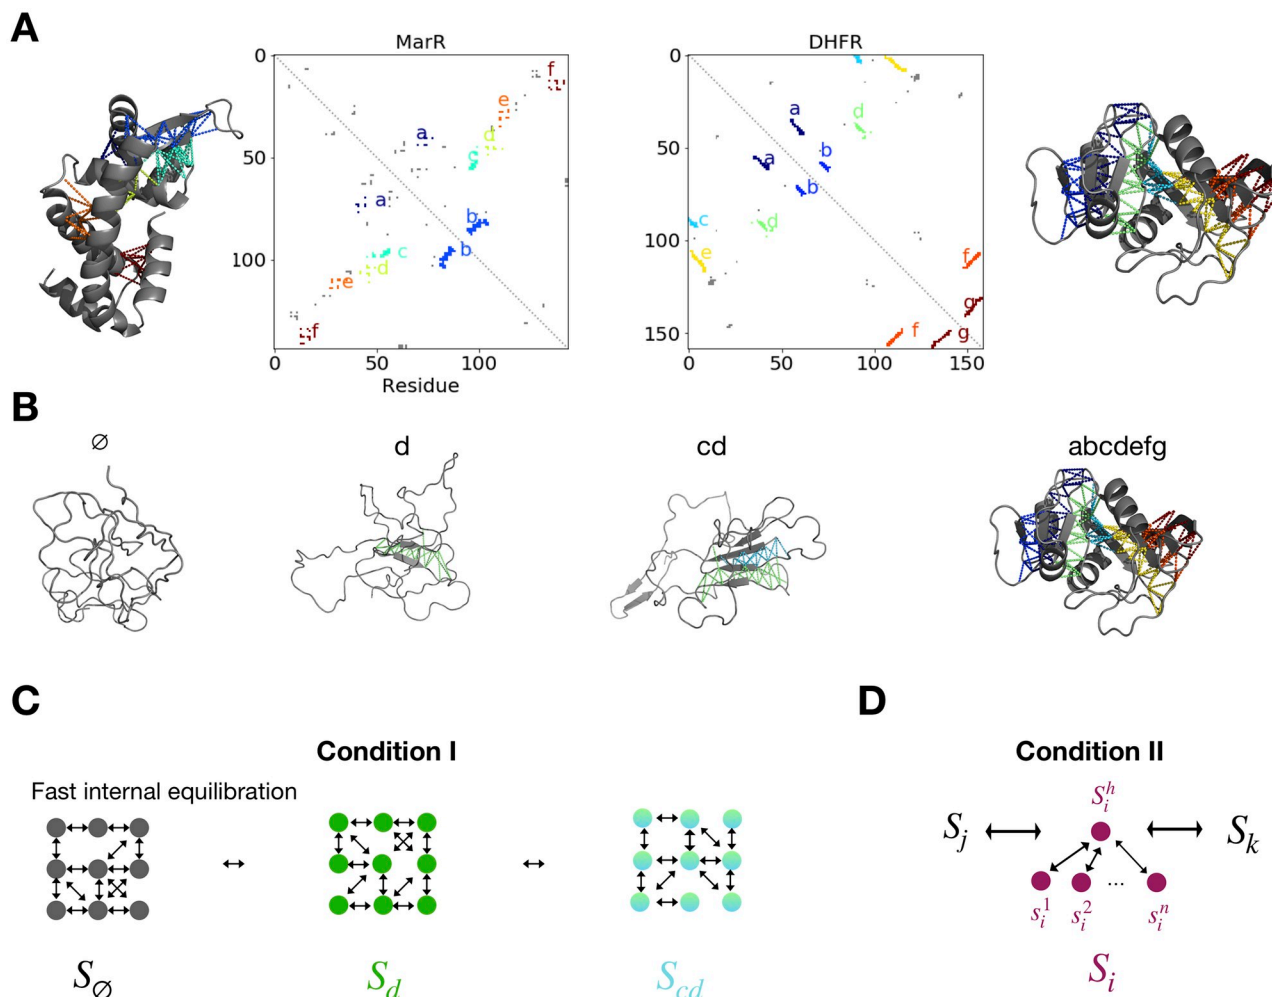 A
MarR
DHFR
0
50
100
0
50
100
Residue
a
b
c
d
e
f
a
b
c
d
e
f
0
50
100
150
0
50
100
150
a
b
d
a
b
c
d
e
f
g
f
g
B
∅
d
cd
abcdefg
C
D
Condition I
Condition II
Fast internal equilibration
S∅
Sd
Scd
Sj
Sk
Sih
si1
si2
...
sin
Si